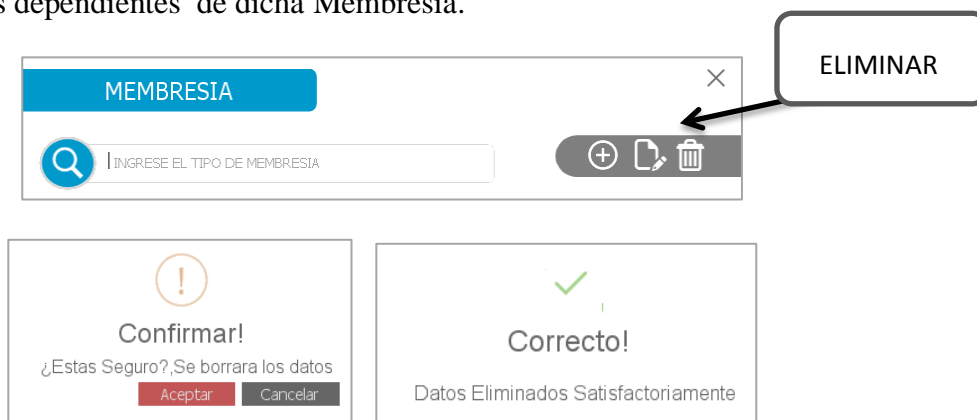 s dependientes de dicha Membresia.
ELIMINAR
MEMBRESIA
INGRESE EL TIPO DE MEMBRESIA
Confirmar!
¿Estas Seguro?,Se borrara los datos
Aceptar Cancelar
Correcto!
Datos Eliminados Satisfactoriamente